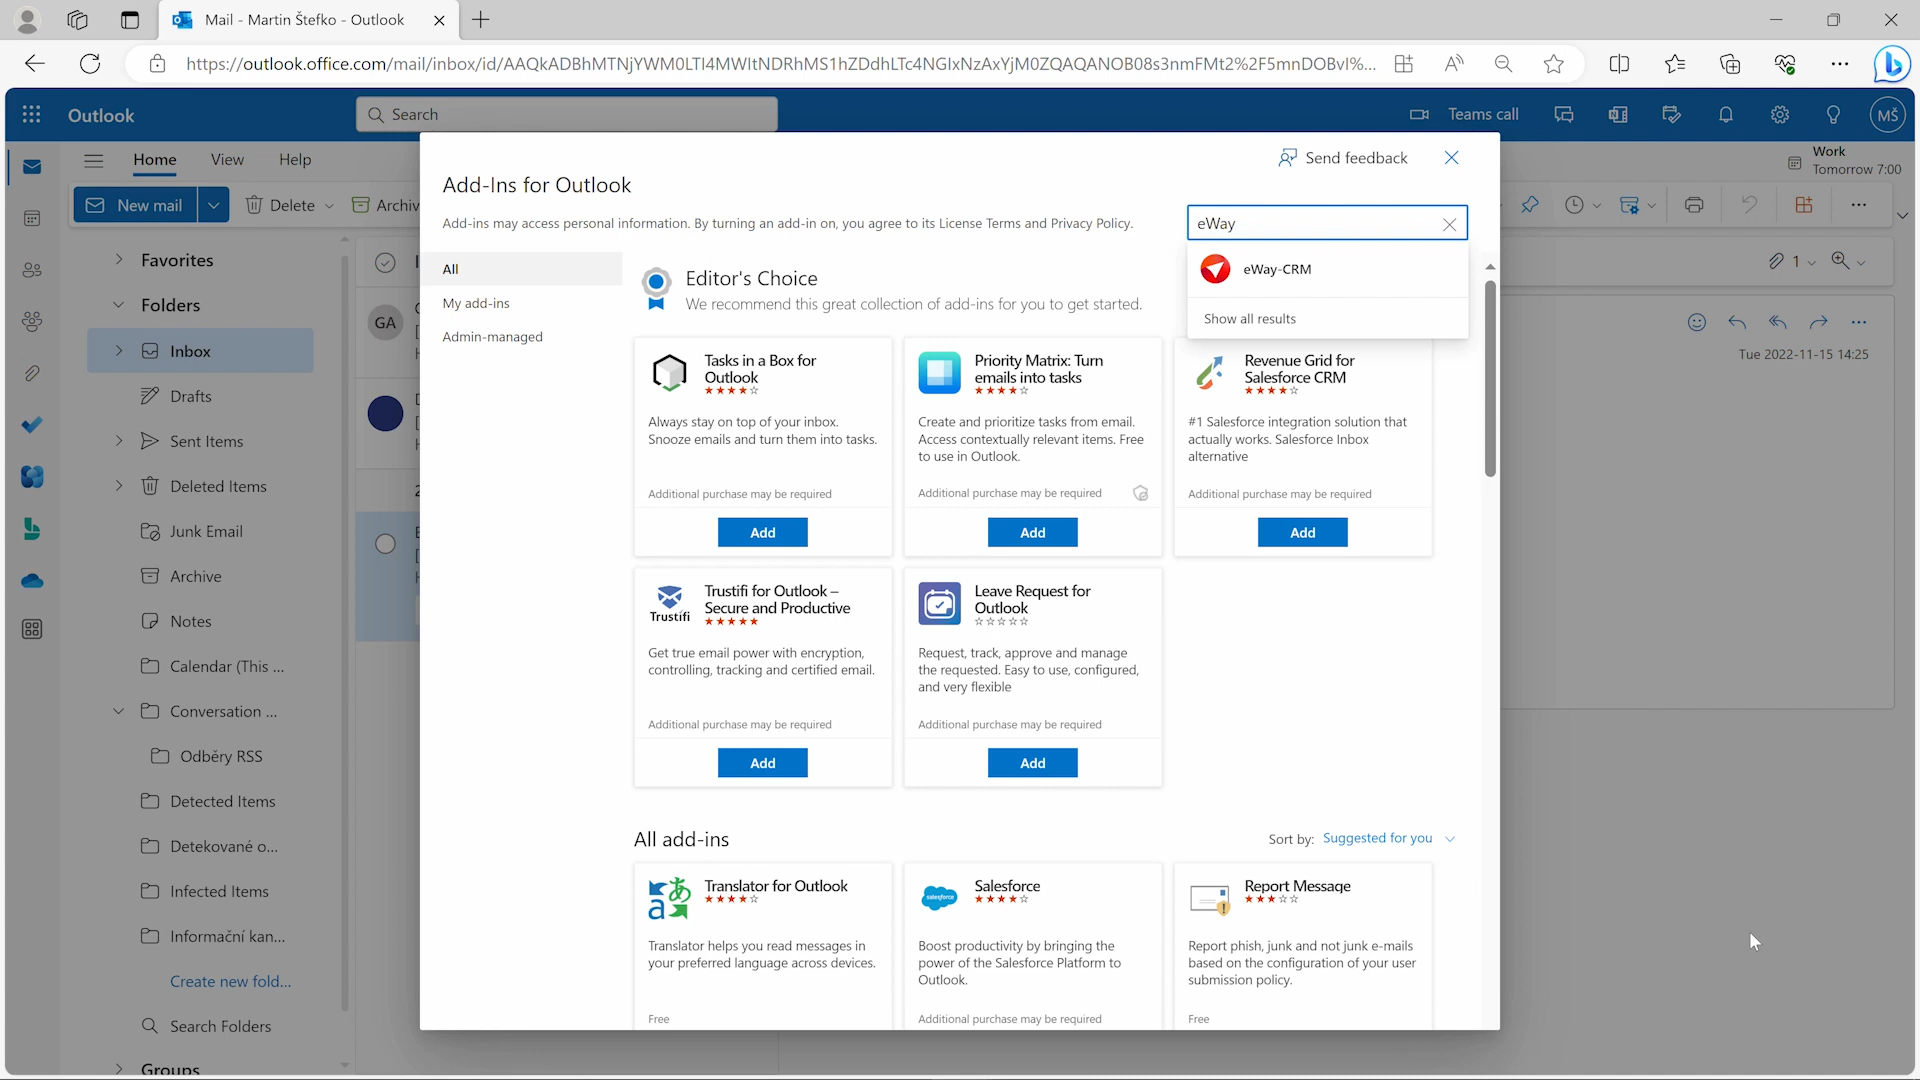 Mail - Martin Štefko - Outlook
https://outlook.office.com/mail/inbox/id/AAQkADBhMTNjYWM0LTI4MWItNDRhMS1hZDdhLTc4NGIxNzAxYjM0ZQAQANOB08s3nmFMt2%2F5mnDOBvI%...
Outlook
Search
Teams call
MŠ
Home
View
Help
Work
Tomorrow 7:00
New mail
Delete
Archiv
1
Favorites
Folders
Inbox
Drafts
Sent Items
Deleted Items
Junk Email
Archive
Notes
Calendar (This ...
Conversation ...
Odběry RSS
Detected Items
Detekované o...
Infected Items
Informační kan...
Create new fold...
Search Folders
Groups
GA
Tue 2022-11-15 14:25
Send feedback
Add-Ins for Outlook
Add-ins may access personal information. By turning an add-in on, you agree to its License Terms and Privacy Policy.
eWay
eWay-CRM
Show all results
All
My add-ins
Admin-managed
Editor's Choice
We recommend this great collection of add-ins for you to get started.
Tasks in a Box for
Outlook
Always stay on top of your inbox.
Snooze emails and turn them into tasks.
Additional purchase may be required
Add
Priority Matrix: Turn
emails into tasks
Create and prioritize tasks from email.
Access contextually relevant items. Free
to use in Outlook.
Additional purchase may be required
Add
Revenue Grid for
Salesforce CRM
#1 Salesforce integration solution that
actually works. Salesforce Inbox
alternative
Additional purchase may be required
Add
Trustifi
Trustifi for Outlook –
Secure and Productive
Get true email power with encryption,
controlling, tracking and certified email.
Additional purchase may be required
Add
Leave Request for
Outlook
Request, track, approve and manage
the requested. Easy to use, configured,
and very flexible
Additional purchase may be required
Add
All add-ins
Sort by: Suggested for you
Translator for Outlook
Translator helps you read messages in
your preferred language across devices.
Free
salesforce
Salesforce
Boost productivity by bringing the
power of the Salesforce Platform to
Outlook.
Additional purchase may be required
Report Message
Report phish, junk and not junk e-mails
based on the configuration of your user
submission policy.
Free